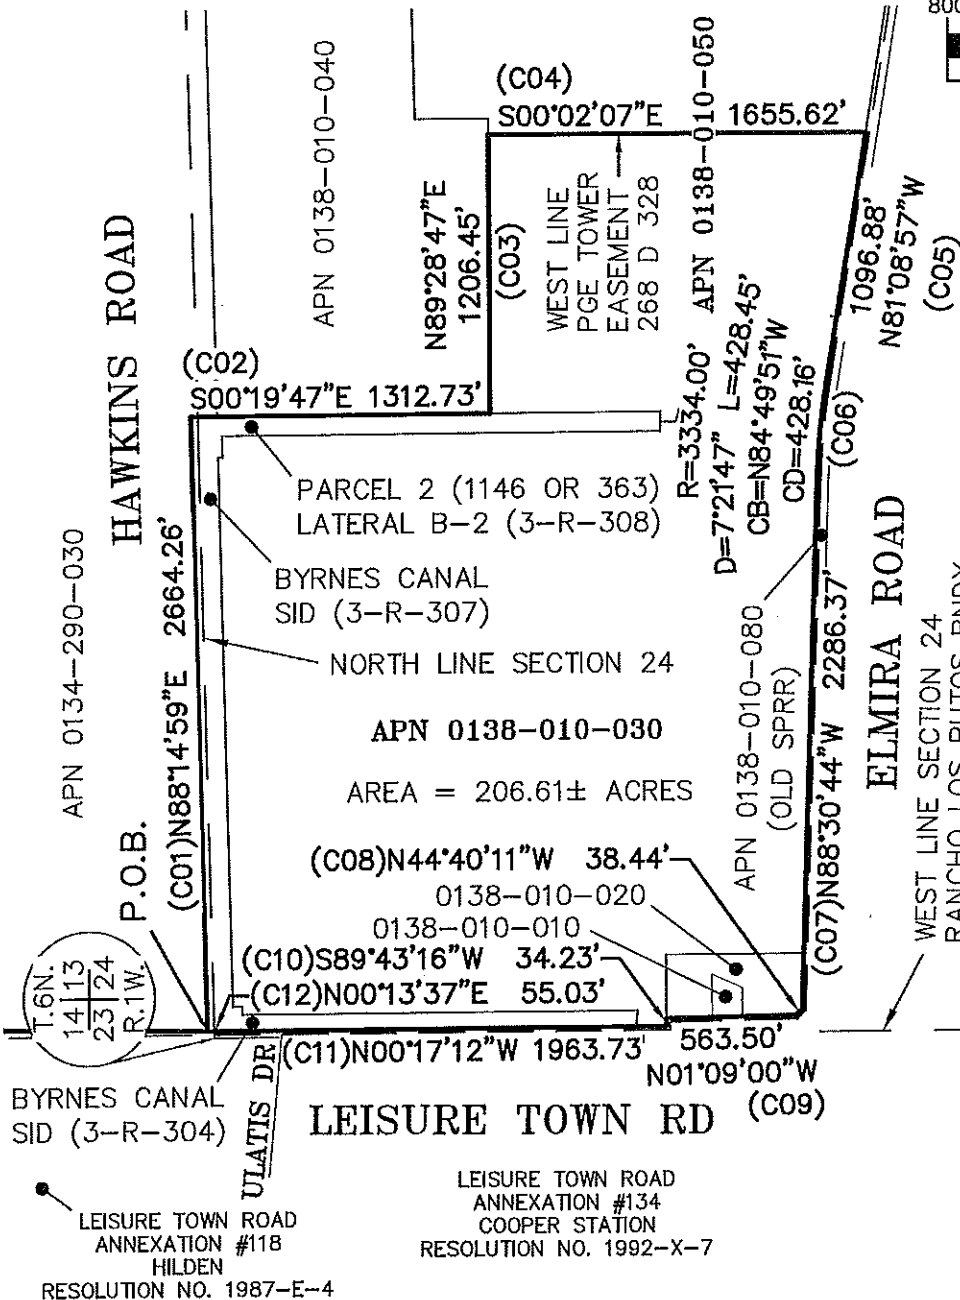 800
(C04)
S00°02'07"E 1655.62'
APN 0138-010-040
APN 0138-010-050
N89°28'47"E
1206.45'
(C03)
WEST LINE
PGE TOWER
EASEMENT
268 D 328
1096.88'
N81°08'57"W
(C05)
HAWKINS ROAD
(C02)
S00°19'47"E 1312.73'
R=3334.00'
D=7°21'47" L=428.45'
CB=N84°49'51"W
CD=428.16'
(C06)
PARCEL 2 (1146 OR 363)
LATERAL B-2 (3-R-308)
BYRNES CANAL
SID (3-R-307)
NORTH LINE SECTION 24
APN 0134-290-030
(C01)N88°14'59"E 2664.26'
APN 0138-010-030
AREA = 206.61± ACRES
APN 0138-010-080
(OLD SPRR)
(C07)N88°30'44"W 2286.37'
ELMIRA ROAD
WEST LINE SECTION 24
RANCHO LOS PUTOS BNDY
P.O.B.
(C08)N44°40'11"W 38.44'
0138-010-020
0138-010-010
(C10)S89°43'16"W 34.23'
(C12)N00°13'37"E 55.03'
T.6N.
14 13
23 24
R.1W.
(C11)N00°17'12"W 1963.73'
563.50'
N01°09'00"W
(C09)
BYRNES CANAL
SID (3-R-304)
ULATIS DR
LEISURE TOWN RD
LEISURE TOWN ROAD
ANNEXATION #118
HILDEN
RESOLUTION NO. 1987-E-4
LEISURE TOWN ROAD
ANNEXATION #134
COOPER STATION
RESOLUTION NO. 1992-X-7